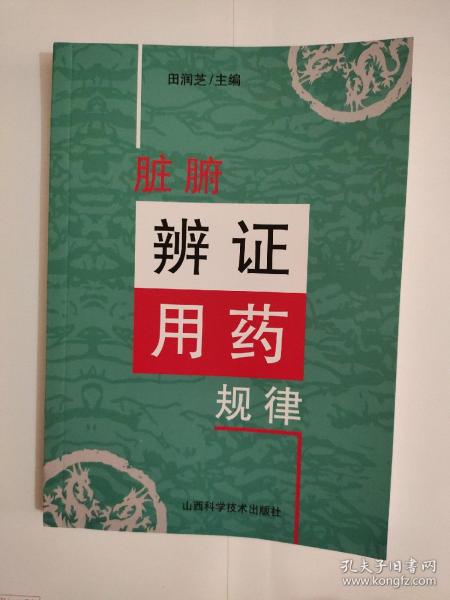 田润芝/主编
脏腑
辨证
用药
规律
山西科学技术出版社
孔夫子旧书网
www.kongfz.com